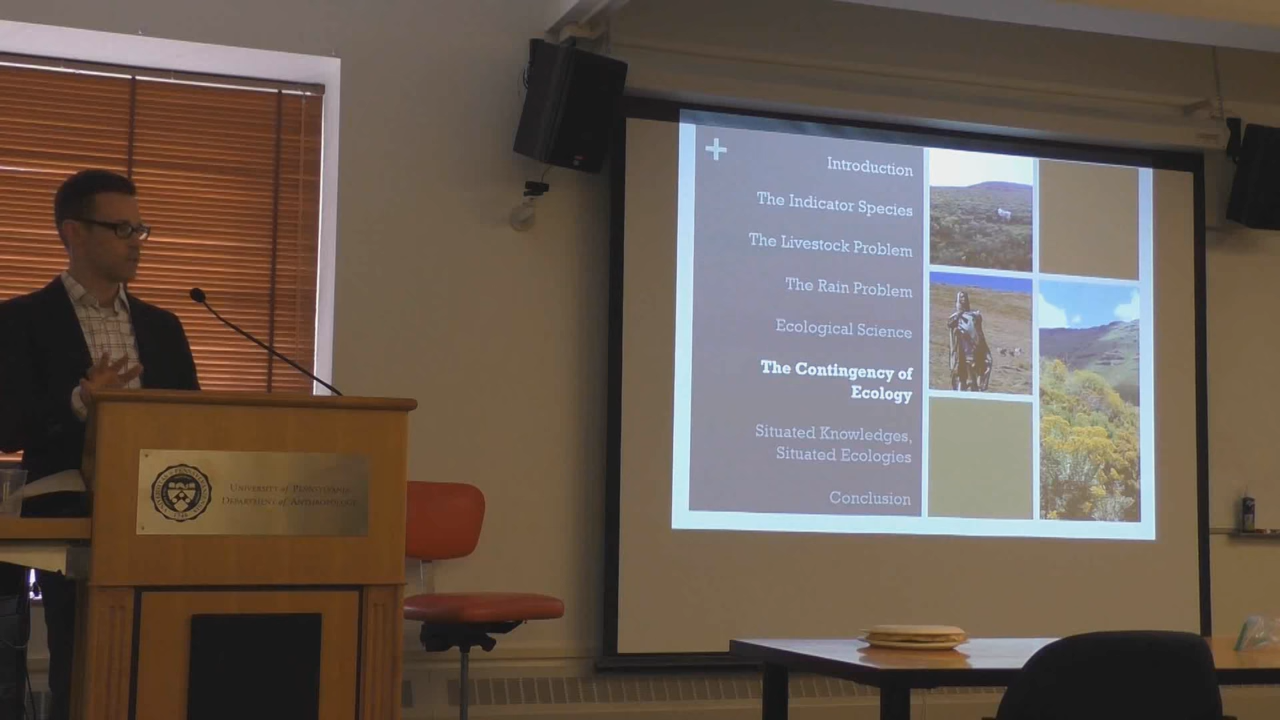 UNIVERSITY of PENNSYLVANIA
DEPARTMENT of ANTHROPOLOGY
+
Introduction
The Indicator Species
The Livestock Problem
The Rain Problem
Ecological Science
The Contingency of
Ecology
Situated Knowledges,
Situated Ecologies
Conclusion